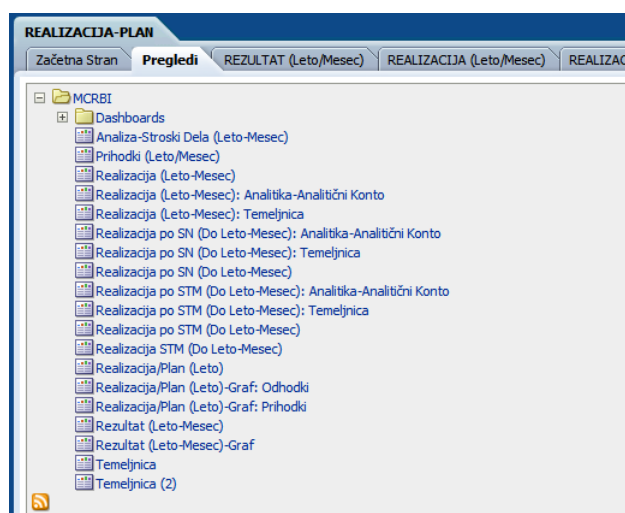 REALIZACIJA-PLAN
Začetna Stran Pregledi REZULTAT (Leto/Mesec) REALIZACIJA (Leto/Mesec) REALIZAC
MCRBI
Dashboards
Analiza-Stroski Dela (Leto-Mesec)
Prihodki (Leto/Mesec)
Realizacija (Leto-Mesec)
Realizacija (Leto-Mesec): Analitika-Analitični Konto
Realizacija (Leto-Mesec): Temeljnica
Realizacija po SN (Do Leto-Mesec): Analitika-Analitični Konto
Realizacija po SN (Do Leto-Mesec): Temeljnica
Realizacija po SN (Do Leto-Mesec)
Realizacija po STM (Do Leto-Mesec): Analitika-Analitični Konto
Realizacija po STM (Do Leto-Mesec): Temeljnica
Realizacija po STM (Do Leto-Mesec)
Realizacija STM (Do Leto-Mesec)
Realizacija/Plan (Leto)
Realizacija/Plan (Leto)-Graf: Odhodki
Realizacija/Plan (Leto)-Graf: Prihodki
Rezultat (Leto-Mesec)
Rezultat (Leto-Mesec)-Graf
Temeljnica
Temeljnica (2)